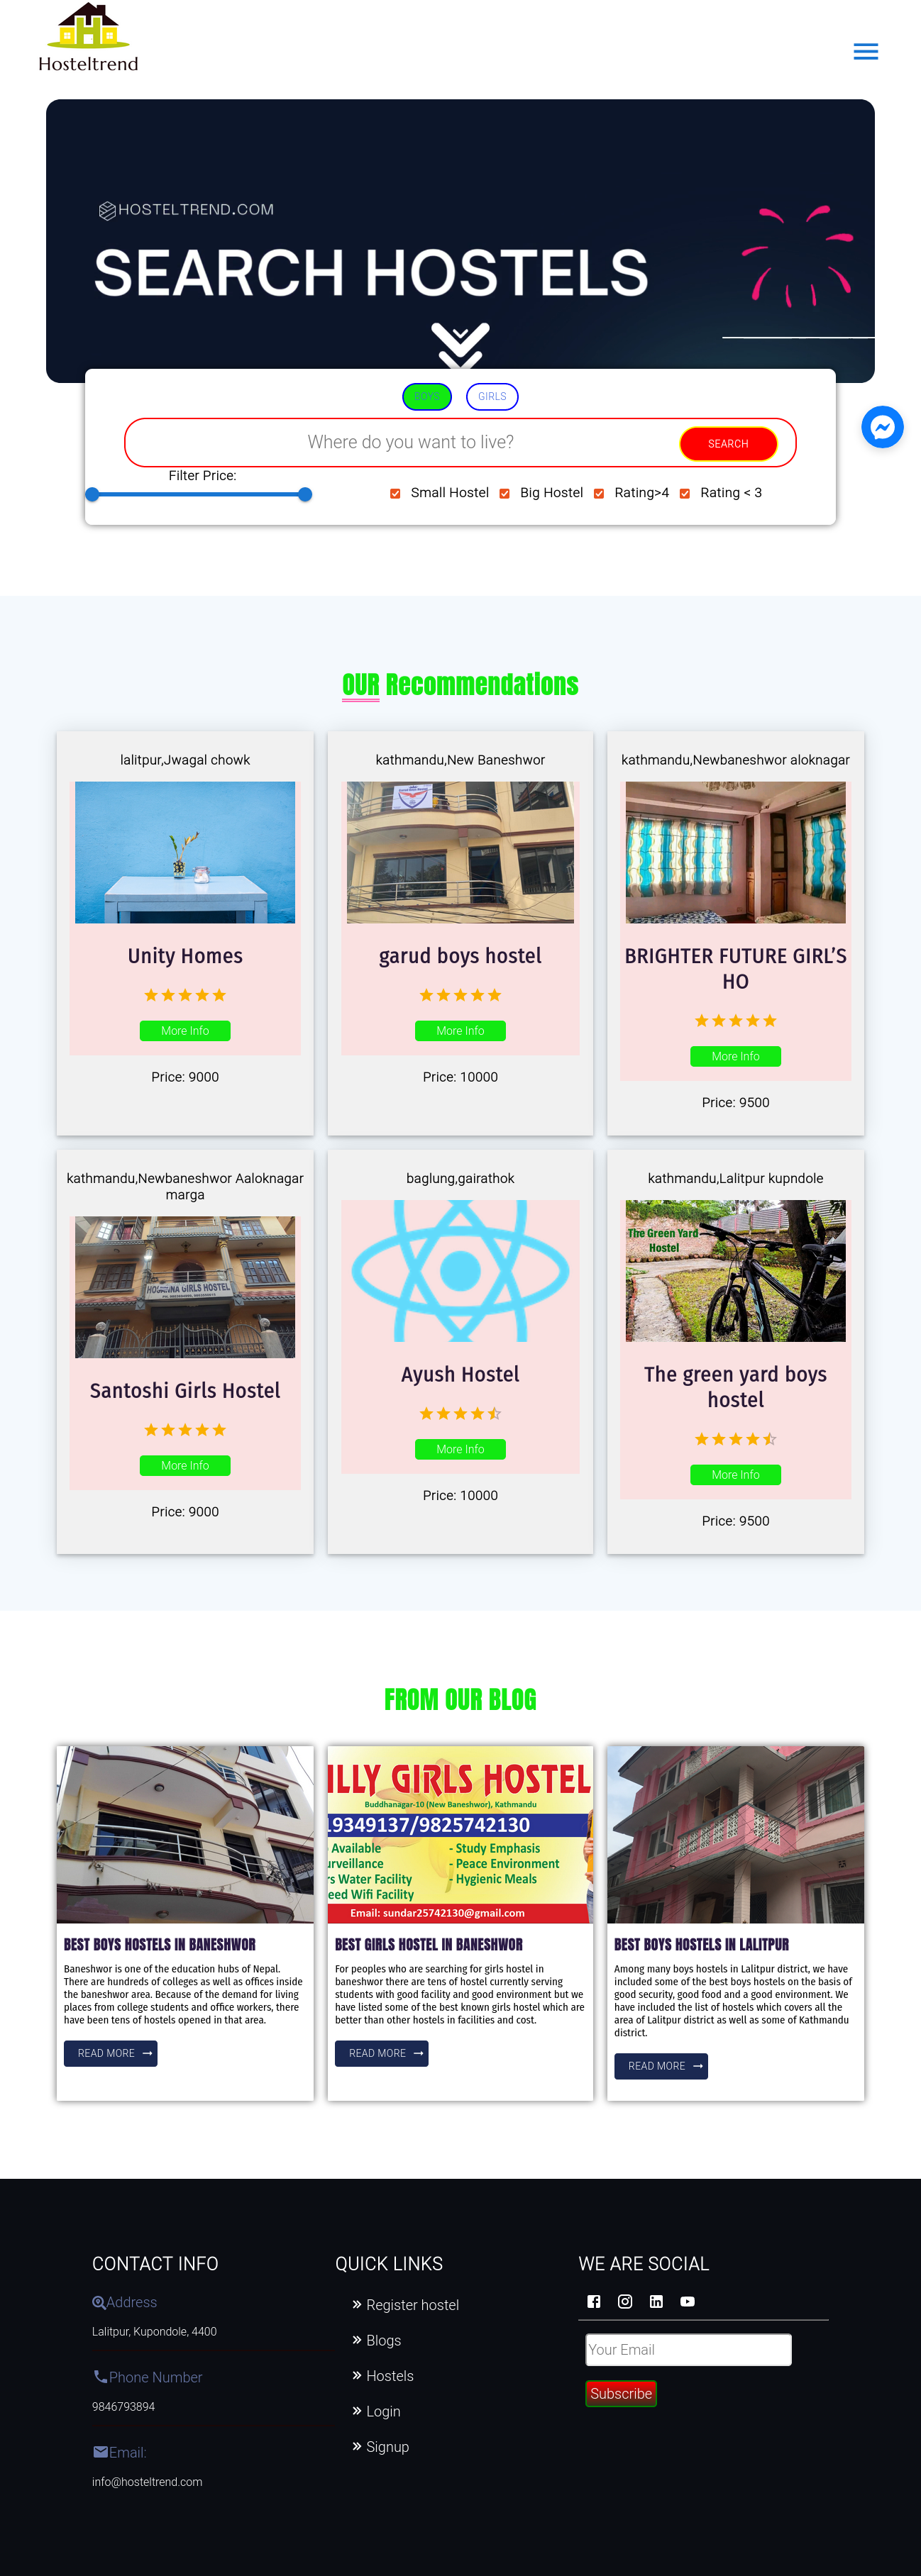 Hosteltrend
HOSTELTREND.COM
SEARCH HOSTELS
BOYS
GIRLS
Where do you want to live?
SEARCH
Filter Price:
Small Hostel
Big Hostel
Rating>4
Rating < 3
OUR Recommendations
lalitpur,Jwagal chowk
Unity Homes
More Info
Price: 9000
kathmandu,New Baneshwor
garud boys hostel
More Info
Price: 10000
kathmandu,Newbaneshwor aloknagar
BRIGHTER FUTURE GIRL’S
HO
More Info
Price: 9500
kathmandu,Newbaneshwor Aaloknagar
marga
GIRLS HOSTEL
Santoshi Girls Hostel
More Info
Price: 9000
baglung,gairathok
Ayush Hostel
More Info
Price: 10000
kathmandu,Lalitpur kupndole
The Green Yard
Hostel
The green yard boys
hostel
More Info
Price: 9500
FROM OUR BLOG
BEST BOYS HOSTELS IN BANESHWOR
Baneshwor is one of the education hubs of Nepal.
There are hundreds of colleges as well as offices inside
the baneshwor area. Because of the demand for living
places from college students and office workers, there
have been tens of hostels opened in that area.
READ MORE
ILLY GIRLS HOSTEL
Buddhanagar-10 (New Baneshwor), Kathmandu
19349137/9825742130
Available
- Study Emphasis
urveillance
- Peace Environment
rs Water Facility
- Hygienic Meals
eed Wifi Facility
Email: sundar25742130@gmail.com
BEST GIRLS HOSTEL IN BANESHWOR
For peoples who are searching for girls hostel in
baneshwor there are tens of hostel currently serving
students with good facility and good environment but we
have listed some of the best known girls hostel which are
better than other hostels in facilities and cost.
READ MORE
BEST BOYS HOSTELS IN LALITPUR
Among many boys hostels in Lalitpur district, we have
included some of the best boys hostels on the basis of
good security, good food and a good environment. We
have included the list of hostels which covers all the
area of Lalitpur district as well as some of Kathmandu
district.
READ MORE
CONTACT INFO
Address
Lalitpur, Kupondole, 4400
Phone Number
9846793894
Email:
info@hosteltrend.com
QUICK LINKS
Register hostel
Blogs
Hostels
Login
Signup
WE ARE SOCIAL
Your Email
Subscribe